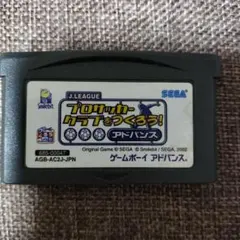 J.LEAGUE
SEGA
プロサッカー
クラブをつくろう!
アドバンス
Original Game © SEGA © Smilebit / SEGA, 2002
AGB-AC3J-JPN
ゲームボーイ アドバンス